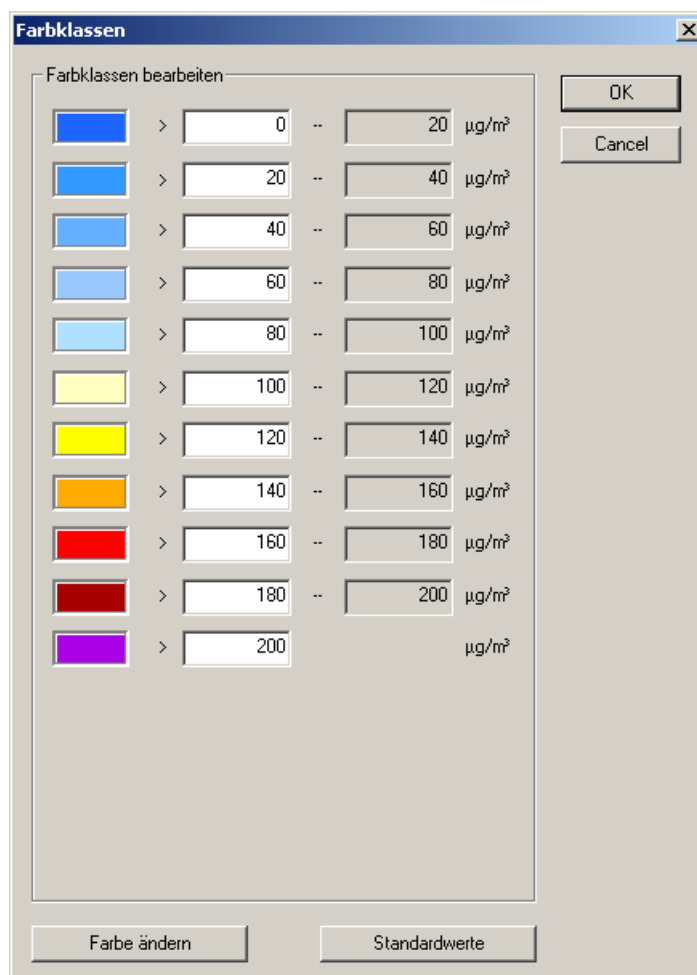 Farbklassen
Farbklassen bearbeiten
OK
Cancel
> 0 -- 20 µg/m³
> 20 -- 40 µg/m³
> 40 -- 60 µg/m³
> 60 -- 80 µg/m³
> 80 -- 100 µg/m³
> 100 -- 120 µg/m³
> 120 -- 140 µg/m³
> 140 -- 160 µg/m³
> 160 -- 180 µg/m³
> 180 -- 200 µg/m³
> 200 µg/m³
Farbe ändern
Standardwerte